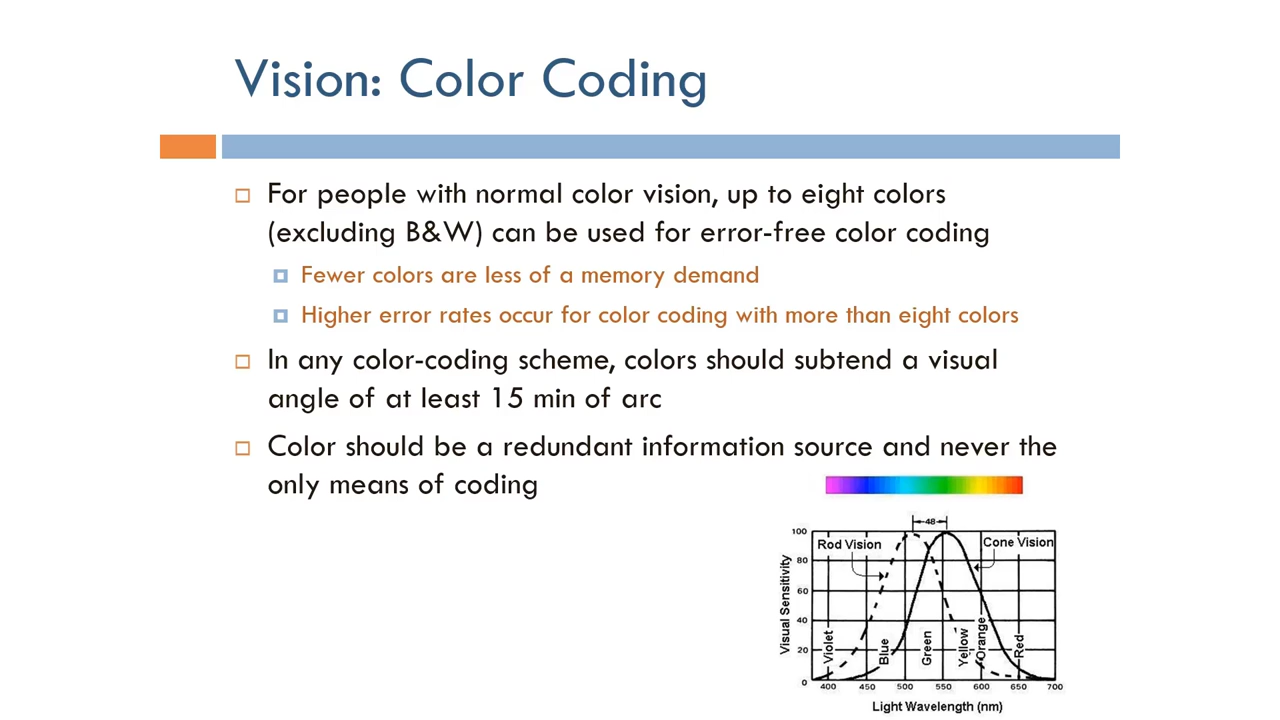 Vision: Color Coding
For people with normal color vision, up to eight colors
(excluding B&W) can be used for error-free color coding
Fewer colors are less of a memory demand
Higher error rates occur for color coding with more than eight colors
In any color-coding scheme, colors should subtend a visual
angle of at least 15 min of arc
Color should be a redundant information source and never the
only means of coding
48
100
80
60
40
20
0
Visual Sensitivity
Rod Vision
Cone Vision
Violet
Blue
Green
Yellow
Orange
Red
400 450 500 550 600 650 700
Light Wavelength (nm)